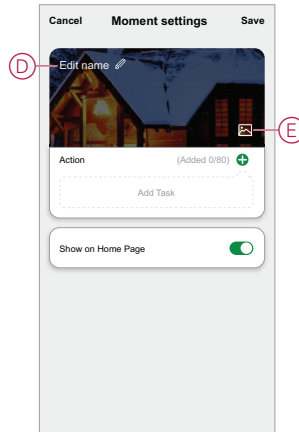 Cancel Moment settings Save
D Edit name
E
Action (Added 0/80)
Add Task
Show on Home Page